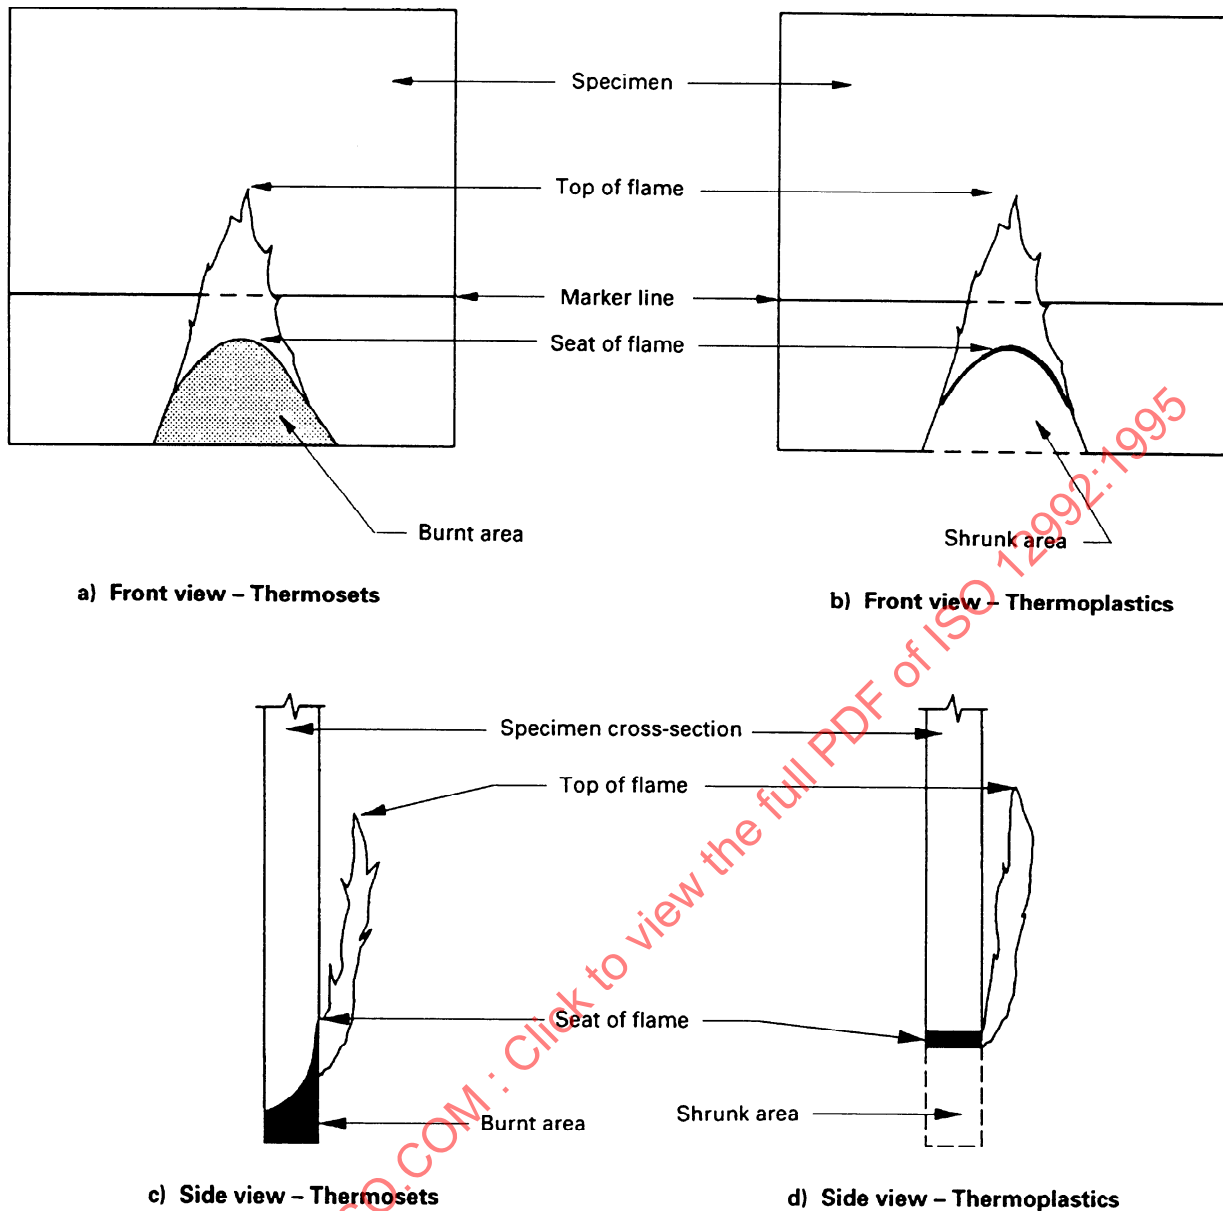 Specimen
Top of flame
Marker line
Seat of flame
Burnt area
Shrunk area
a) Front view – Thermosets
b) Front view – Thermoplastics
Specimen cross-section
Top of flame
Seat of flame
Shrunk area
Burnt area
c) Side view – Thermosets
d) Side view – Thermoplastics
SO.COM : Click to view the full PDF of ISO 12992:1995